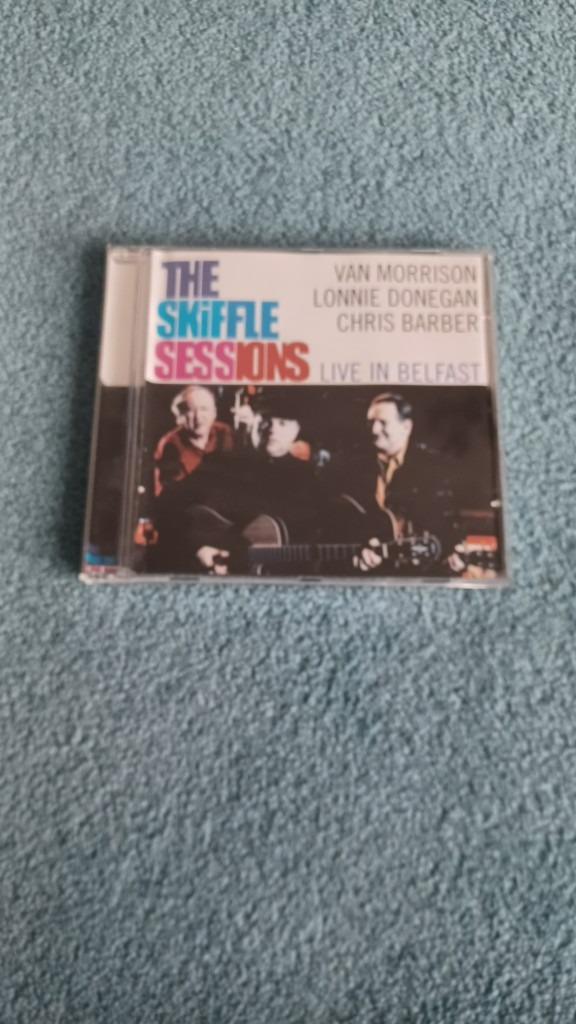 THE
SKiFFLE
SESSIONS
VAN MORRISON
LONNIE DONEGAN
CHRIS BARBER
LIVE IN BELFAST